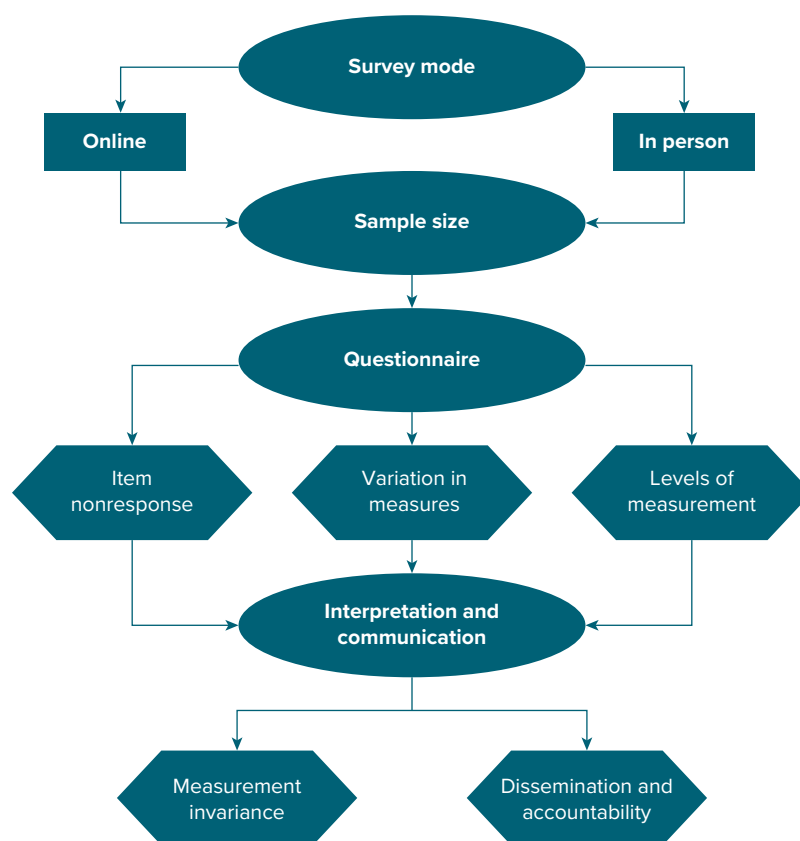 Survey mode
Online
In person
Sample size
Questionnaire
Item
nonresponse
Variation in
measures
Levels of
measurement
Interpretation and
communication
Measurement
invariance
Dissemination and
accountability